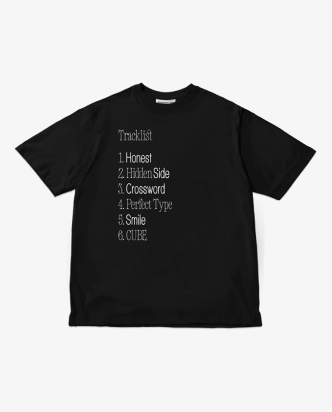 Tracklist
1. Honest
2. Hidden Side
3. Crossword
4. Perfect Type
5. Smile
6. CUBE